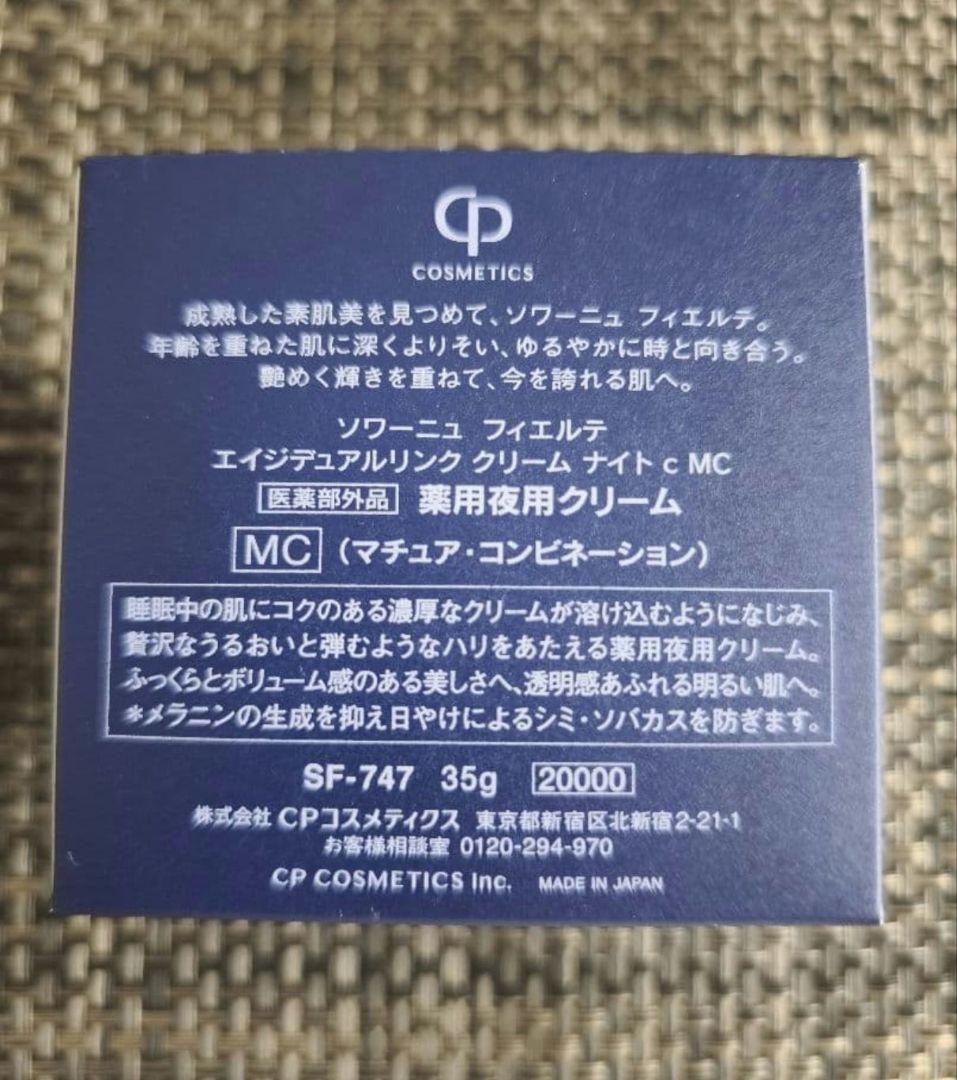 CP
COSMETICS
成熟した素肌美を見つめて、ソワーニュ フィエルテ。
年齢を重ねた肌に深くよりそい、ゆるやかに時と向き合う。
艶めく輝きを重ねて、今を誇れる肌へ。
ソワーニュ フィエルテ
エイジデュアルリンク クリーム ナイト c MC
医薬部外品 薬用夜用クリーム
MC (マチュア・コンビネーション)
睡眠中の肌にコクのある濃厚なクリームが溶け込むようになじみ、
贅沢なうるおいと弾むようなハリをあたえる薬用夜用クリーム。
ふっくらとボリューム感のある美しさへ、透明感あふれる明るい肌へ。
*メラニンの生成を抑え日やけによるシミ・ソバカスを防ぎます。
SF-747 35g 20000
株式会社 CPコスメティクス 東京都新宿区北新宿2-21-1
お客様相談室 0120-294-970
CP COSMETICS Inc. MADE IN JAPAN